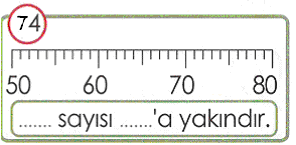 74
50 60 70 80
....... sayısı .......'a yakındır.